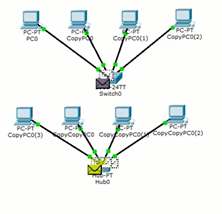 PC-PT PC-PT PC-PT PC-PT
PC0 CopyPC0 CopyPC0(1) CopyPC0(2)
-24TT
Switch0
PC-PT PC-PT PC-PT PC-PT
CopyPC0(3) CopyCopyPC0 CopyCopyPC0(1) CopyCopyPC0(2)
Hub-PT
Hub0